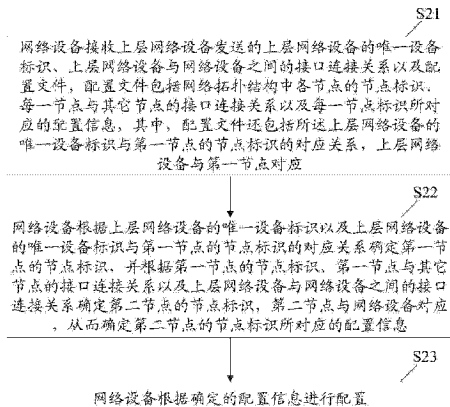 S21
网络设备接收上层网络设备发送的上层网络设备的唯一设备
标识、上层网络设备与网络设备之间的接口连接关系以及配
置文件，配置文件包括网络拓扑结构中各节点的节点标识、
每一节点与其它节点的接口连接关系以及每一节点标识所对
应的配置信息，其中，配置文件还包括所述上层网络设备的
唯一设备标识与第一节点的节点标识的对应关系，上层网络
设备与第一节点对应
S22
网络设备根据上层网络设备的唯一设备标识以及上层网络设备
的唯一设备标识与第一节点的节点标识的对应关系确定第一节
点的节点标识，并根据第一节点的节点标识、第一节点与其它
节点的接口连接关系以及上层网络设备与网络设备之间的接口
连接关系确定第二节点的节点标识，第二节点与网络设备对应
，从而确定第二节点的节点标识所对应的配置信息
S23
网络设备根据确定的配置信息进行配置